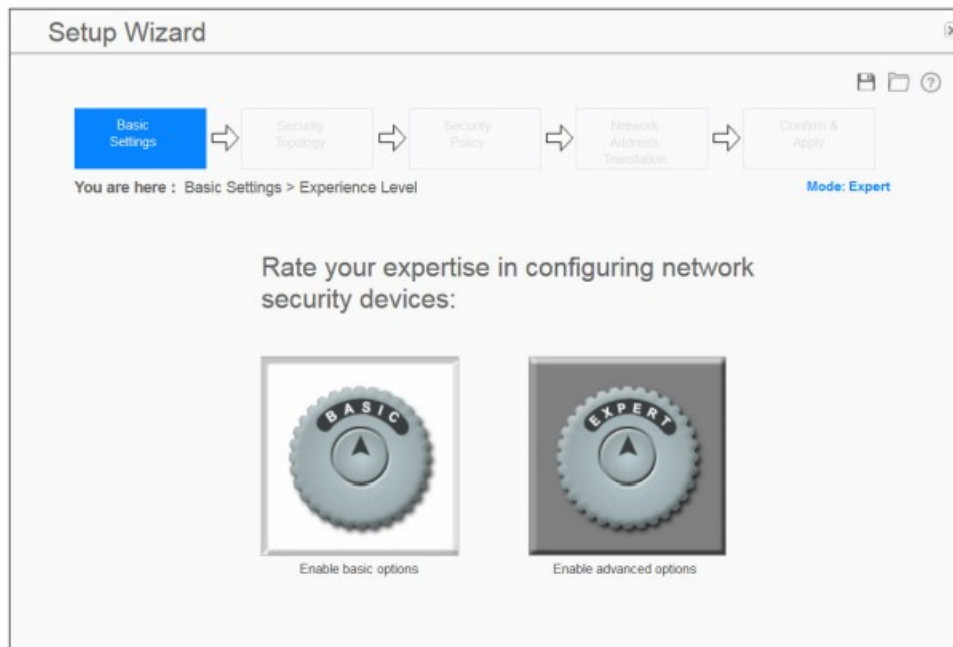 Setup Wizard
Basic
Settings
Security
Topology
Security
Policy
Network
Address
Translation
Confirm &
Apply
You are here : Basic Settings > Experience Level
Mode: Expert
Rate your expertise in configuring network
security devices:
BASIC
EXPERT
Enable basic options
Enable advanced options